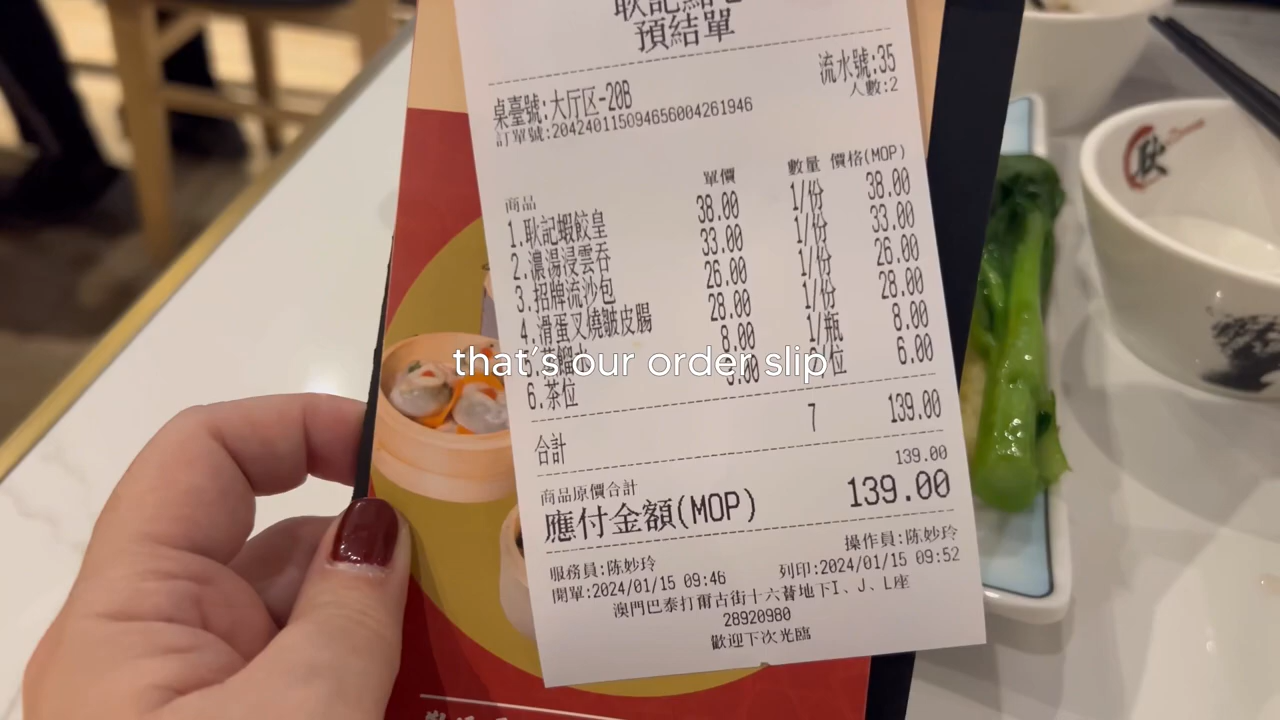 預結單
流水號:35
桌臺號:大厅区-20B
人數:2
訂單號:204240115094656004261946
商品 單價 數量 價格(MOP)
1.耿記蝦餃皇 38.00 1/份 38.00
2.濃湯浸雲吞 33.00 1/份 33.00
3.招牌流沙包 26.00 1/份 26.00
4.滑蛋叉燒皺皮腸 28.00 1/份 28.00
8.00 1/瓶 8.00
6.茶位 位 6.00
that's our order slip
合計 7 139.00
商品原價合計 139.00
應付金額(MOP) 139.00
服務員:陈妙玲 操作員:陈妙玲
開單:2024/01/15 09:46 列印:2024/01/15 09:52
澳門巴泰打爾古街十六號地下I、J、L座
28920980
歡迎下次光臨
耿